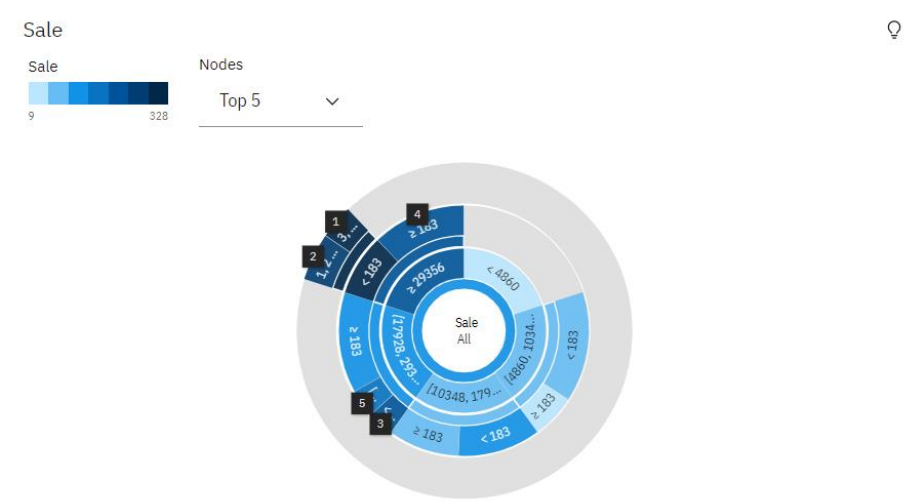 Sale
Sale
9
328
Nodes
Top 5
1
3, ...
2
1, 2 ...
4
≥ 183
< 183
≥ 29356
< 4860
Sale
All
[17928, 293...
[4860, 1034...
[10348, 179...
≥ 183
< 183
5
3
≥ 183
≥ 183
< 183